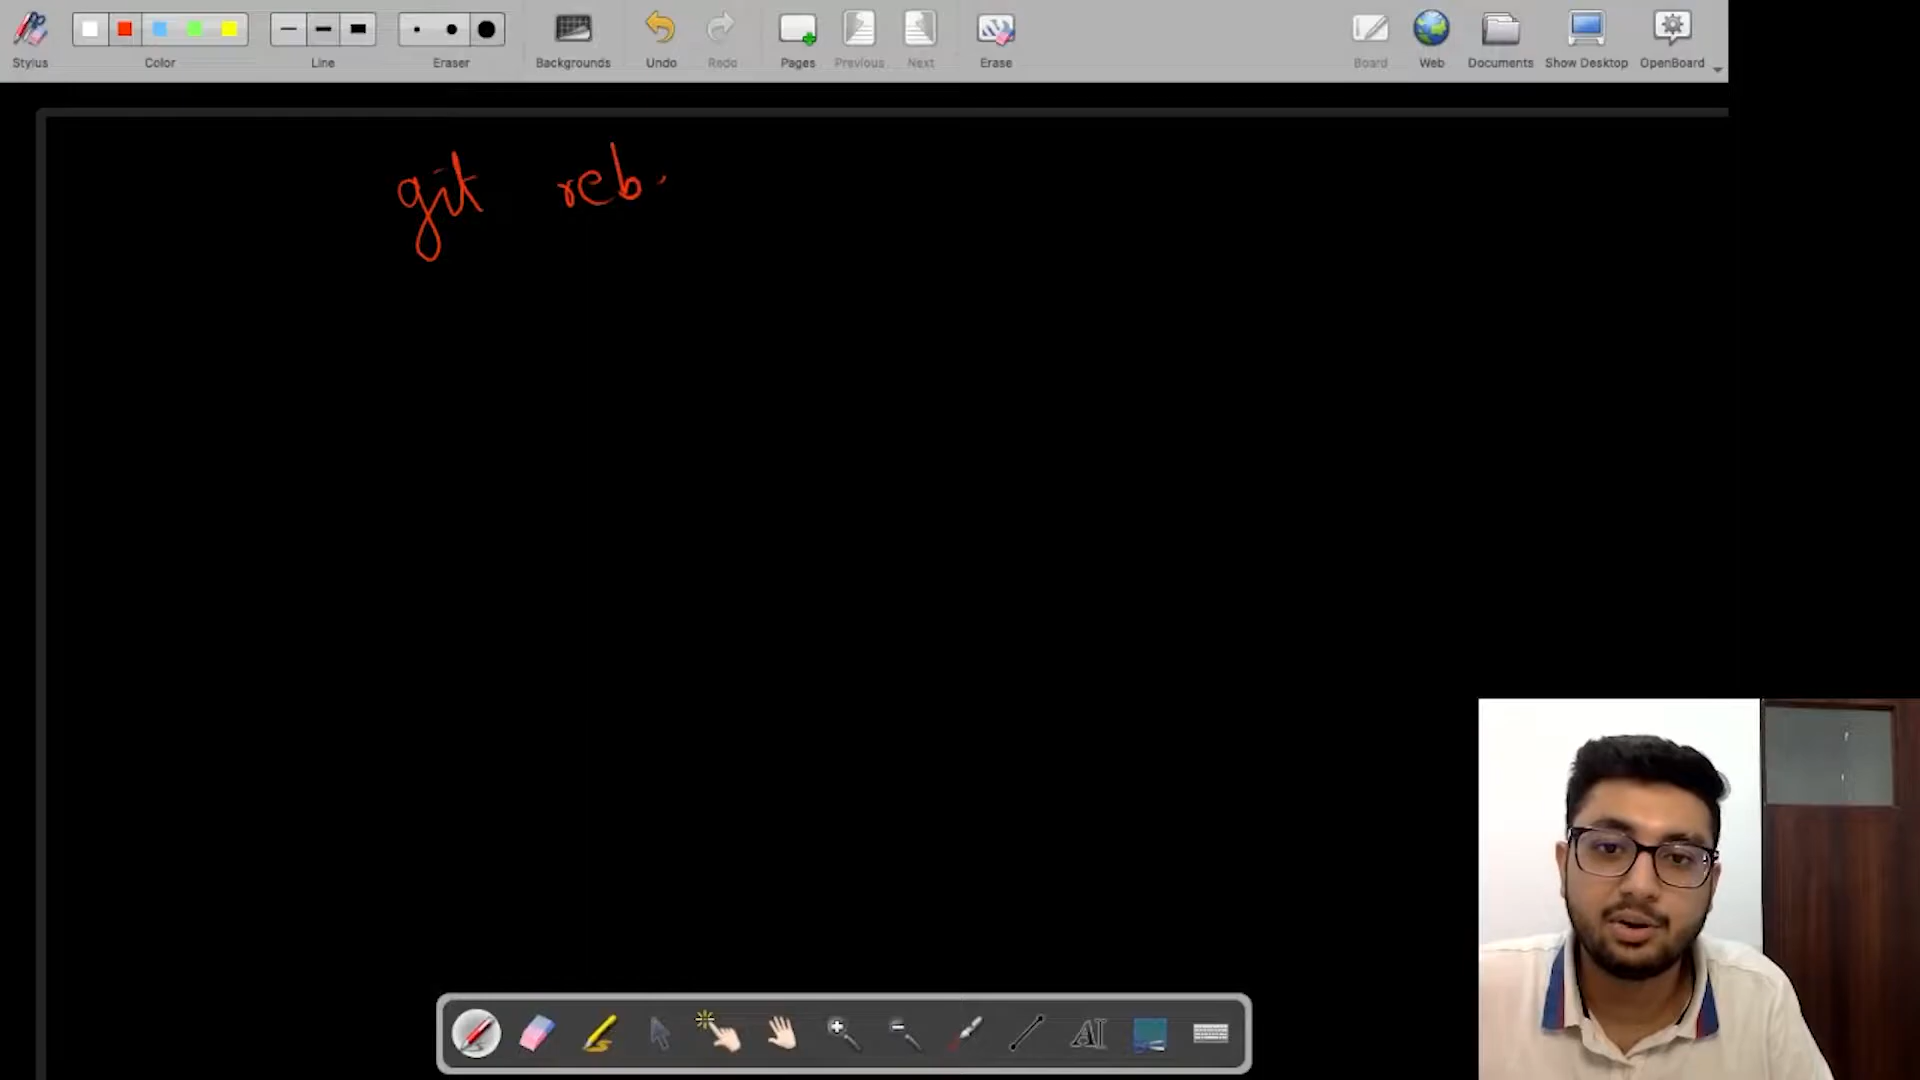 Stylus
Color
Line
Eraser
Backgrounds
Undo
Redo
Pages
Previous
Next
Erase
Board
Web
Documents
Show Desktop
OpenBoard
git reb
AI